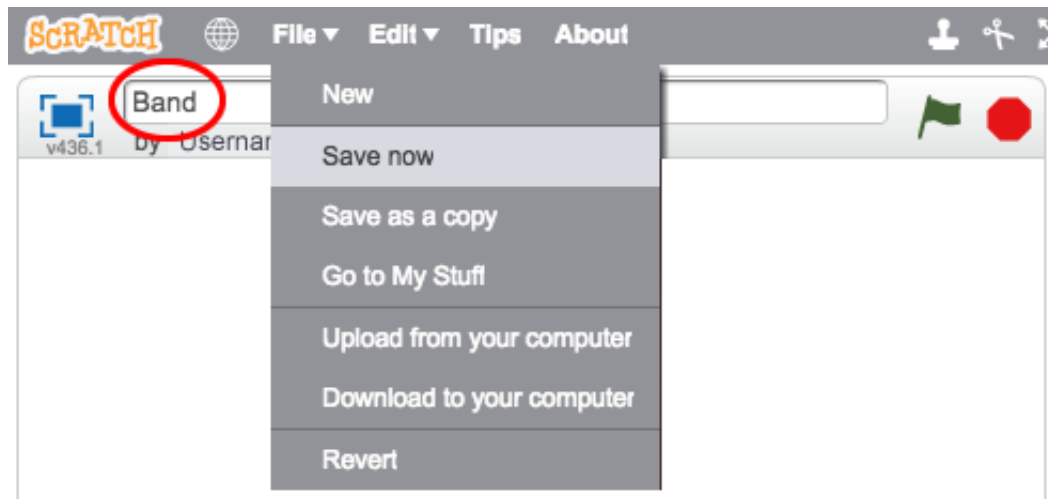 SCRATCH File Edit Tips About
Band
v436.1 by Usernar
New
Save now
Save as a copy
Go to My Stuff
Upload from your computer
Download to your computer
Revert